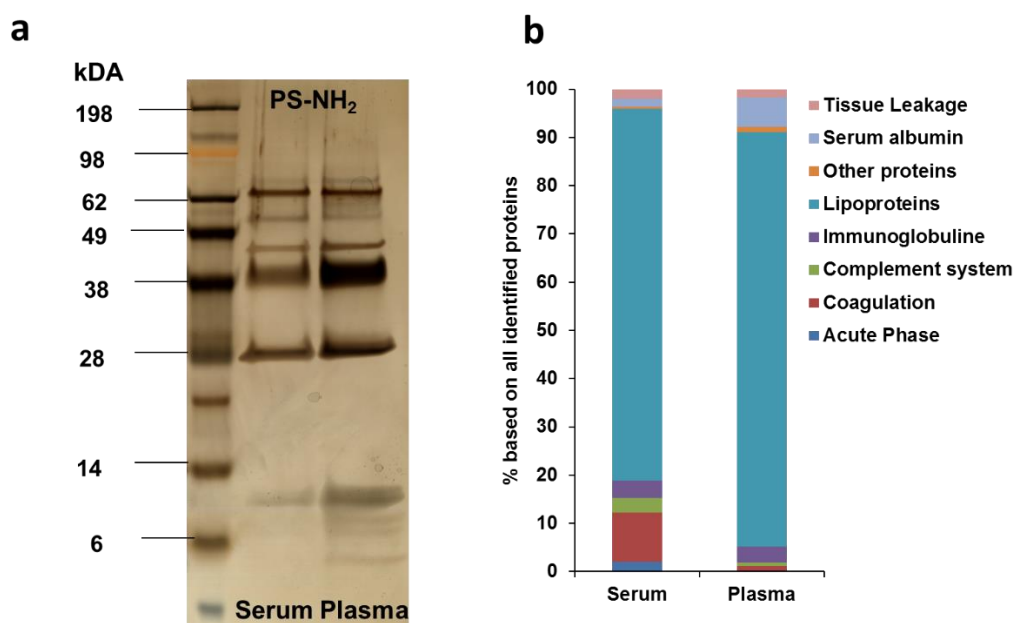 a
kDA
198
98
62
49
38
28
14
6
PS-NH₂
Serum Plasma
b
% based on all identified proteins
100
90
80
70
60
50
40
30
20
10
0
Serum
Plasma
Tissue Leakage
Serum albumin
Other proteins
Lipoproteins
Immunoglobuline
Complement system
Coagulation
Acute Phase